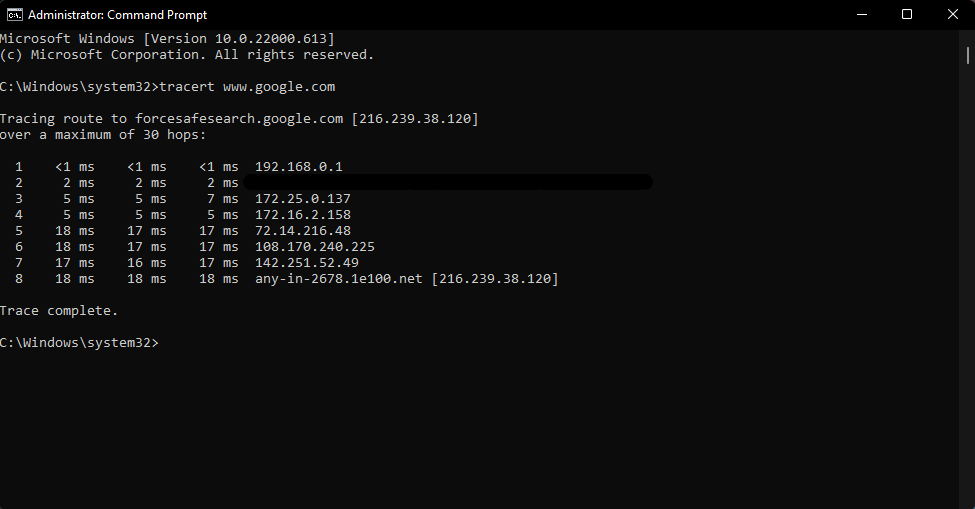 Administrator: Command Prompt
Microsoft Windows [Version 10.0.22000.613]
(c) Microsoft Corporation. All rights reserved.
C:\Windows\system32>tracert www.google.com
Tracing route to forcesafesearch.google.com [216.239.38.120]
over a maximum of 30 hops:
1 <1 ms <1 ms <1 ms 192.168.0.1
2 2 ms 2 ms 2 ms
3 5 ms 5 ms 7 ms 172.25.0.137
4 5 ms 5 ms 5 ms 172.16.2.158
5 18 ms 17 ms 17 ms 72.14.216.48
6 18 ms 17 ms 17 ms 108.170.240.225
7 17 ms 16 ms 17 ms 142.251.52.49
8 18 ms 18 ms 18 ms any-in-2678.1e100.net [216.239.38.120]
Trace complete.
C:\Windows\system32>